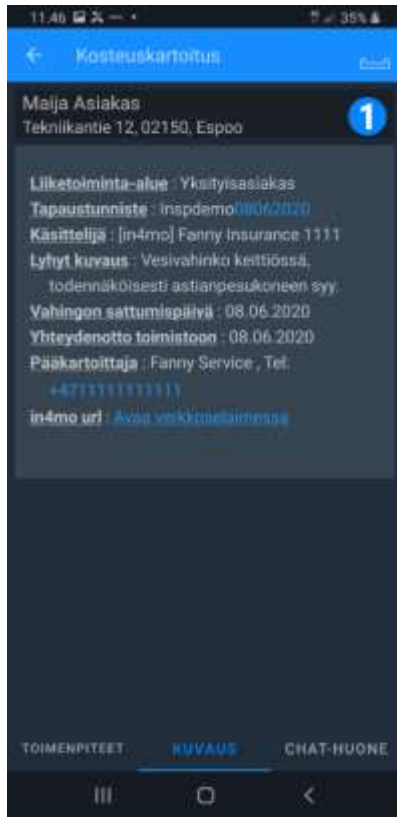 11.46
35%
Kosteuskartoitus
Maija Asiakas
Tekniikantie 12, 02150, Espoo
1
Liiketoiminta-alue : Yksityisasiakas
Tapaustunniste : Inspdemo08062020
Käsittelijä : [in4mo] Fanny Insurance 1111
Lyhyt kuvaus : Vesivahinko keittiössä,
todennäköisesti astianpesukoneen syy.
Vahingon sattumispäivä : 08.06.2020
Yhteydenotto toimistoon : 08.06.2020
Pääkartoittaja : Fanny Service , Tel:
in4mo url : Avaa verkkoselaimessa
TOIMENPITEET KUVAUS CHAT-HUONE